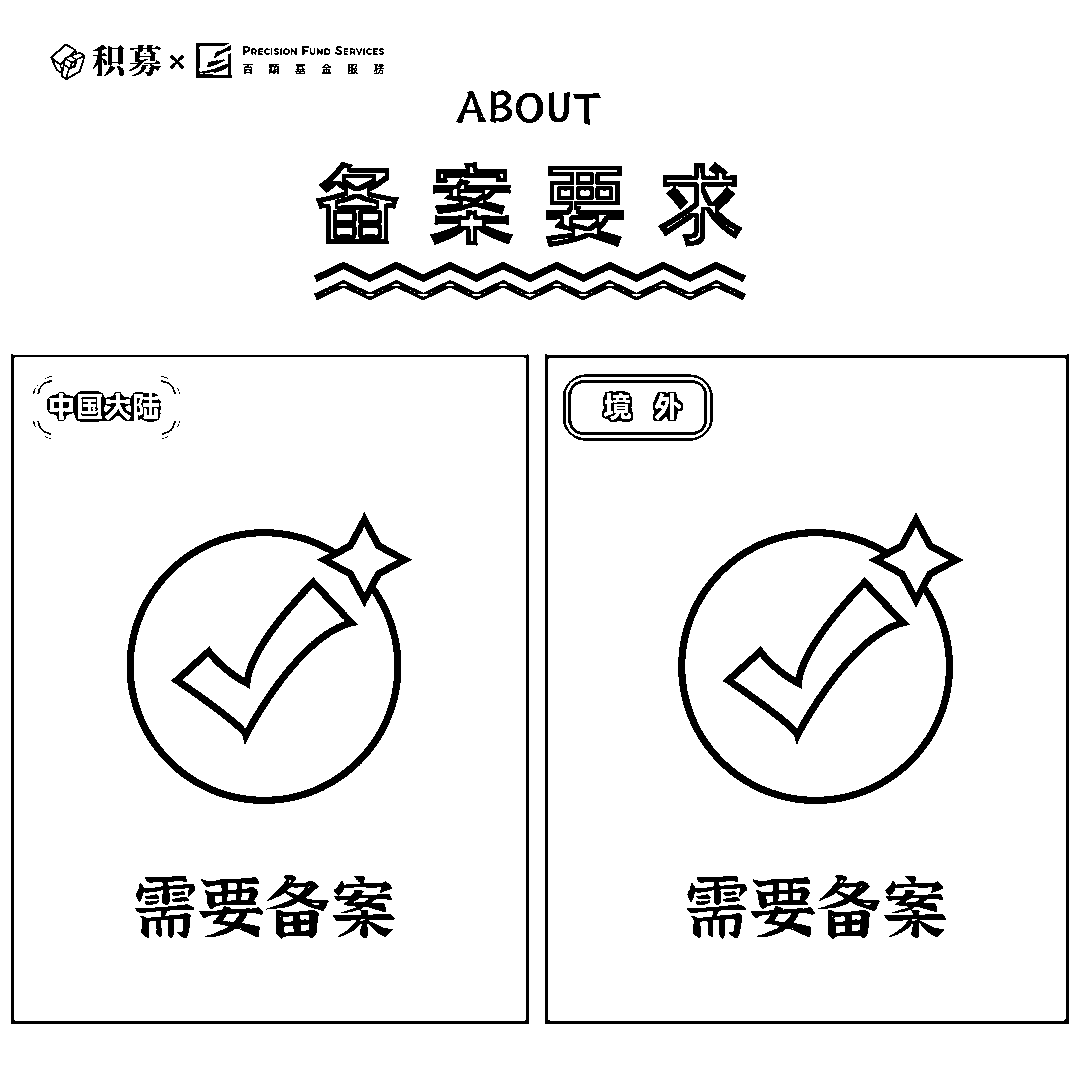 积募 × PRECISION FUND SERVICES
百顯基金服務
ABOUT
备案要求
中国大陆
境外
需要备案
需要备案